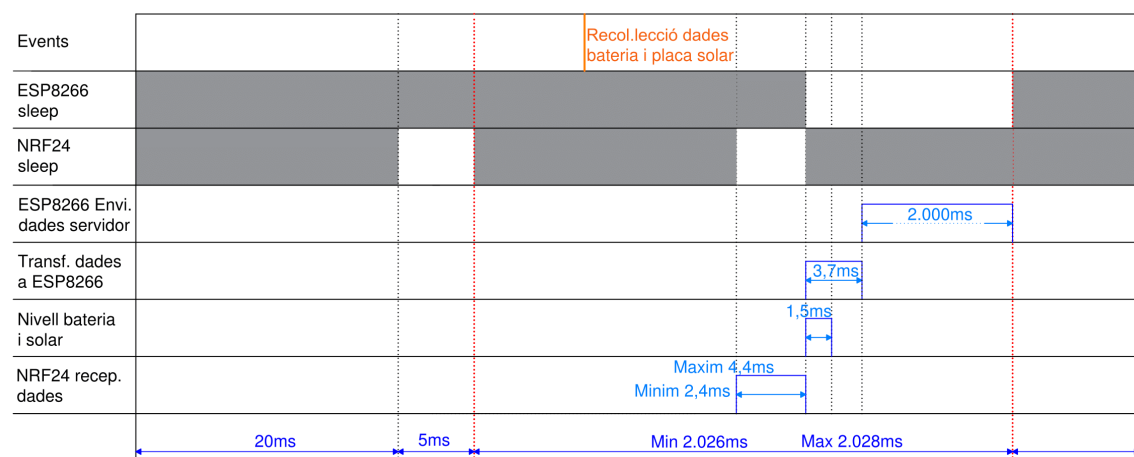 Events
Recol.lecció dades
bateria i placa solar
ESP8266
sleep
NRF24
sleep
ESP8266 Envi.
dades servidor
2.000ms
Transf. dades
a ESP8266
3,7ms
Nivell bateria
i solar
1,5ms
NRF24 recep.
dades
Maxim 4,4ms
Minim 2,4ms
20ms
5ms
Min 2.026ms
Max 2.028ms